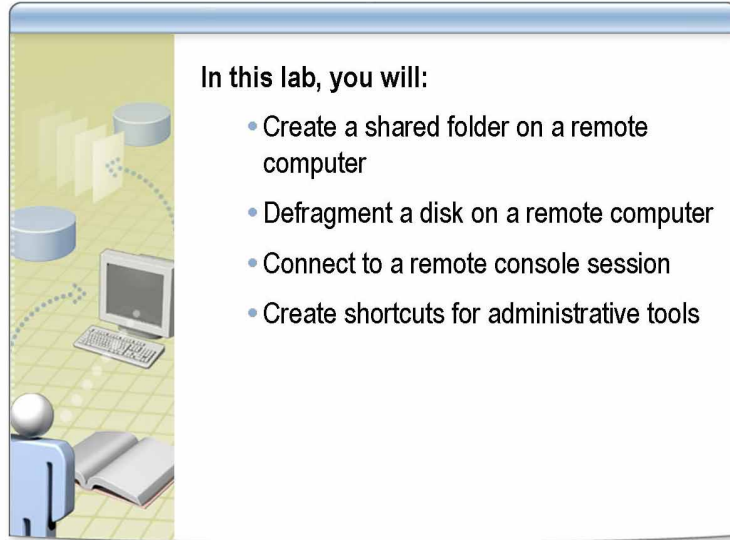 In this lab, you will:
• Create a shared folder on a remote
computer
• Defragment a disk on a remote computer
• Connect to a remote console session
• Create shortcuts for administrative tools